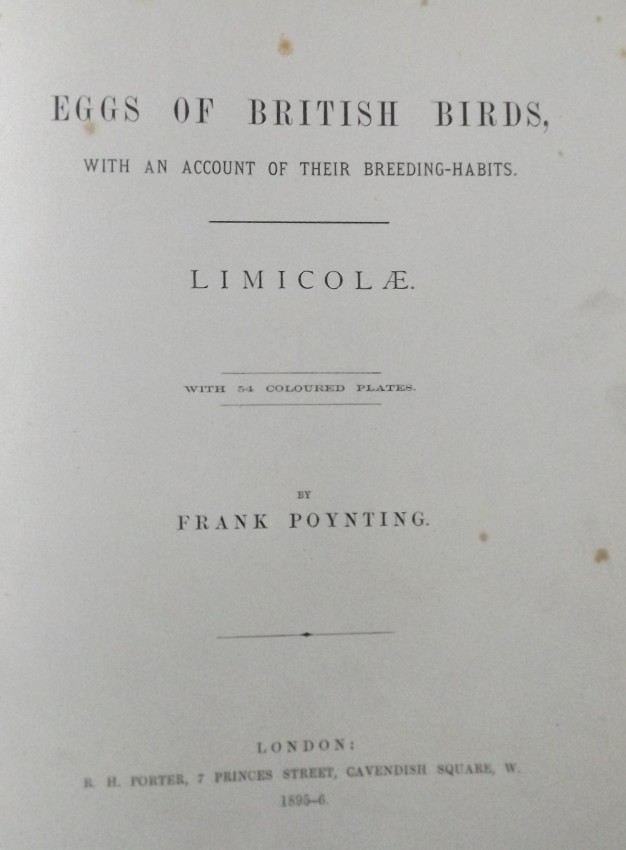 EGGS OF BRITISH BIRDS,
WITH AN ACCOUNT OF THEIR BREEDING-HABITS.
LIMICOLÆ.
WITH 54 COLOURED PLATES.
BY
FRANK POYNTING.
LONDON:
R. H. PORTER, 7 PRINCES STREET, CAVENDISH SQUARE, W.
1895–6.